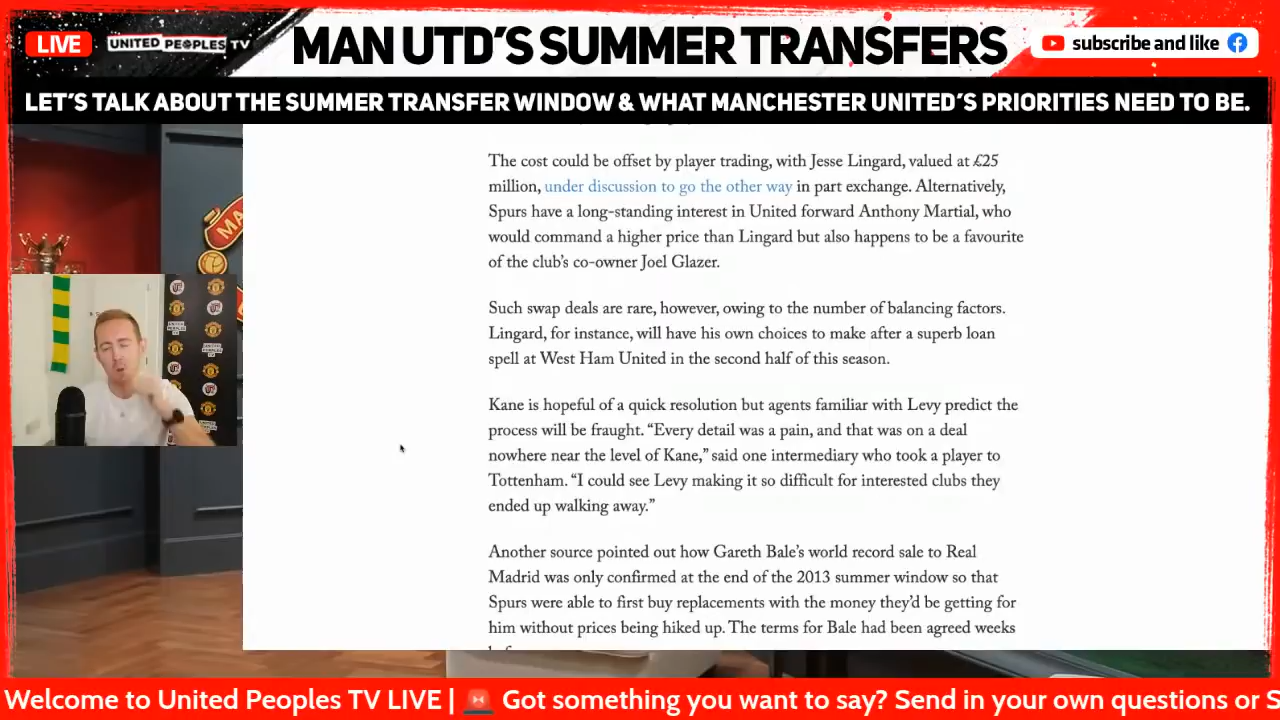 LIVE
UNITED PEOPLES TV
MAN UTD'S SUMMER TRANSFERS
subscribe and like
LET'S TALK ABOUT THE SUMMER TRANSFER WINDOW & WHAT MANCHESTER UNITED'S PRIORITIES NEED TO BE.
The cost could be offset by player trading, with Jesse Lingard, valued at £25
million, under discussion to go the other way in part exchange. Alternatively,
Spurs have a long-standing interest in United forward Anthony Martial, who
would command a higher price than Lingard but also happens to be a favourite
of the club's co-owner Joel Glazer.
Such swap deals are rare, however, owing to the number of balancing factors.
Lingard, for instance, will have his own choices to make after a superb loan
spell at West Ham United in the second half of this season.
Kane is hopeful of a quick resolution but agents familiar with Levy predict the
process will be fraught. “Every detail was a pain, and that was on a deal
nowhere near the level of Kane,” said one intermediary who took a player to
Tottenham. “I could see Levy making it so difficult for interested clubs they
ended up walking away.”
Another source pointed out how Gareth Bale's world record sale to Real
Madrid was only confirmed at the end of the 2013 summer window so that
Spurs were able to first buy replacements with the money they'd be getting for
him without prices being hiked up. The terms for Bale had been agreed weeks
Welcome to United Peoples TV LIVE | 🚨 Got something you want to say? Send in your own questions or S